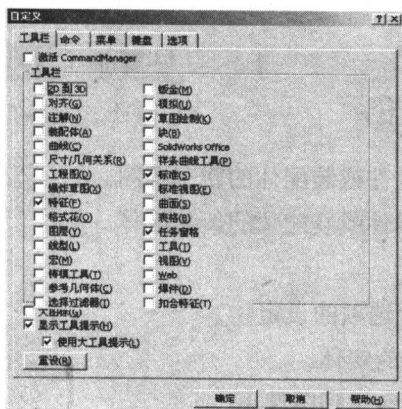 自定义
工具栏 命令 菜单 键盘 选项
激活 CommandManager
工具栏
2D 到 3D
对齐(G)
注解(N)
装配体(A)
曲线(C)
尺寸/几何关系(R)
工程图(D)
爆炸草图(X)
特征(F)
格式化(O)
图层(Y)
线型(L)
宏(M)
铸模工具(T)
参考几何体(C)
选择过滤器(I)
钣金(M)
模拟(U)
草图绘制(K)
块(B)
SolidWorks Office
样条曲线工具(P)
标准(S)
标准视图(E)
曲面(S)
表格(B)
任务窗格
工具(T)
视图(V)
Web
焊件(D)
扣合特征(T)
大图标(G)
显示工具提示(H)
使用大工具提示(L)
重设(R)
确定 取消 帮助(H)